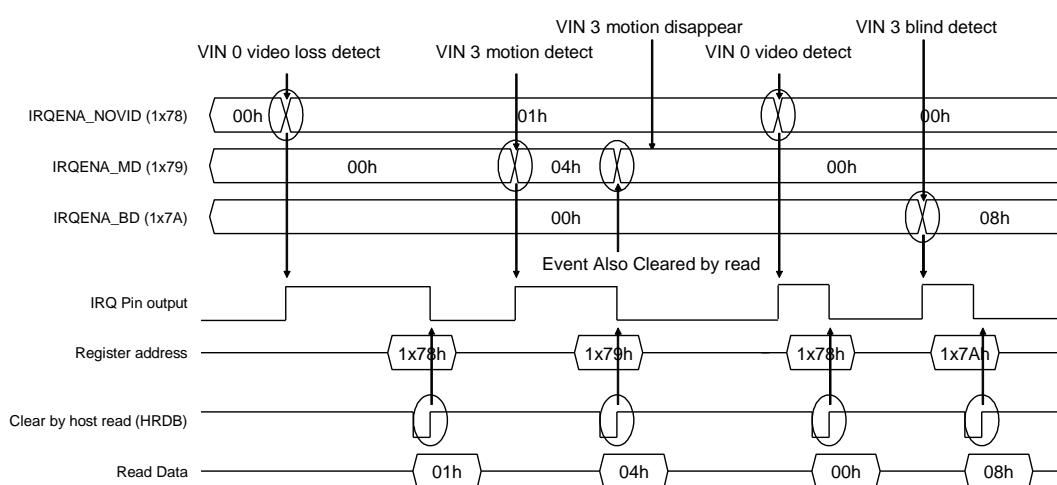 VIN 3 motion disappear
VIN 3 blind detect
VIN 0 video loss detect
VIN 3 motion detect
VIN 0 video detect
IRQENA_NOVID (1x78)
00h
01h
00h
IRQENA_MD (1x79)
00h
04h
00h
IRQENA_BD (1x7A)
00h
08h
Event Also Cleared by read
IRQ Pin output
Register address
1x78h
1x79h
1x78h
1x7Ah
Clear by host read (HRDB)
Read Data
01h
04h
00h
08h